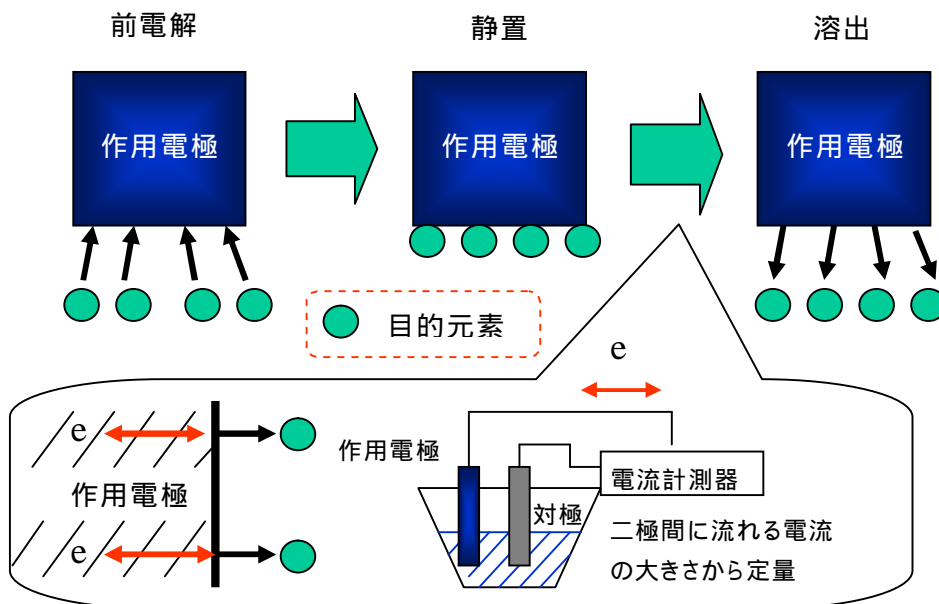 前電解
静置
溶出
作用電極
作用電極
作用電極
目的元素
e
e
作用電極
e
作用電極
対極
電流計測器
二極間に流れる電流
の大きさから定量